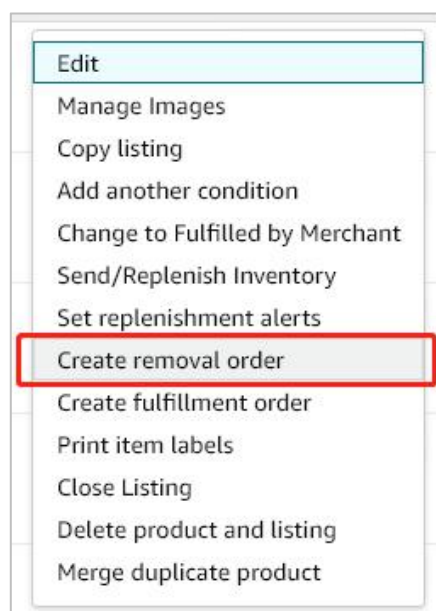 Edit
Manage Images
Copy listing
Add another condition
Change to Fulfilled by Merchant
Send/Replenish Inventory
Set replenishment alerts
Create removal order
Create fulfillment order
Print item labels
Close Listing
Delete product and listing
Merge duplicate product